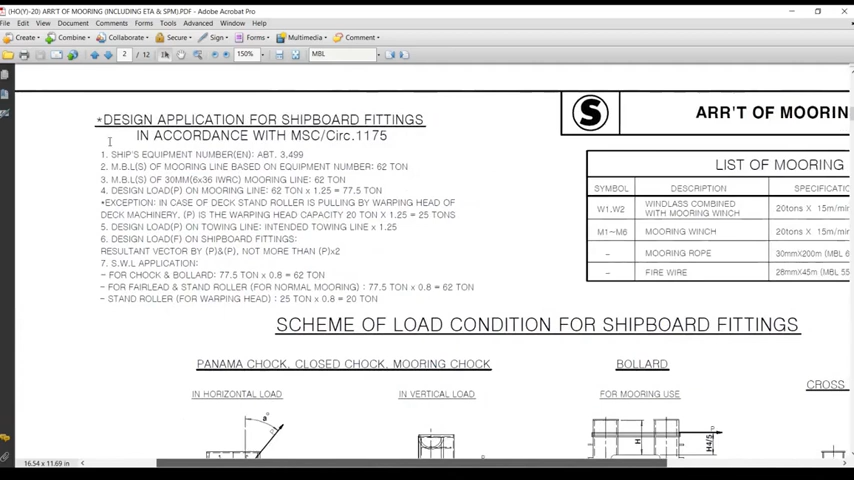 (HO(Y)-20) ARR'T OF MOORING (INCLUDING ETA & SPM).PDF - Adobe Acrobat Pro
File Edit View Document Comments Forms Tools Advanced Window Help
Create Combine Collaborate Secure Sign Forms Multimedia Comment
2 / 12 150% MBL
*DESIGN APPLICATION FOR SHIPBOARD FITTINGS
IN ACCORDANCE WITH MSC/Circ.1175
1. SHIP'S EQUIPMENT NUMBER(EN): ABT. 3,499
2. M.B.L(S) OF MOORING LINE BASED ON EQUIPMENT NUMBER: 62 TON
3. M.B.L(S) OF 30MM(6x36 IWRC) MOORING LINE: 62 TON
4. DESIGN LOAD(P) ON MOORING LINE: 62 TON x 1.25 = 77.5 TON
*EXCEPTION: IN CASE OF DECK STAND ROLLER IS PULLING BY WARPING HEAD OF
DECK MACHINERY, (P) IS THE WARPING HEAD CAPACITY 20 TON X 1.25 = 25 TONS
5. DESIGN LOAD(P) ON TOWING LINE: INTENDED TOWING LINE x 1.25
6. DESIGN LOAD(F) ON SHIPBOARD FITTINGS:
RESULTANT VECTOR BY (P)&(P), NOT MORE THAN (P)x2
7. S.W.L APPLICATION:
- FOR CHOCK & BOLLARD: 77.5 TON x 0.8 = 62 TON
- FOR FAIRLEAD & STAND ROLLER (FOR NORMAL MOORING) : 77.5 TON x 0.8 = 62 TON
- STAND ROLLER (FOR WARPING HEAD) : 25 TON x 0.8 = 20 TON
S ARR'T OF MOORIN
LIST OF MOORING
SYMBOL DESCRIPTION SPECIFICA
W1,W2 WINDLASS COMBINED WITH MOORING WINCH 20tons X 15m/mi
M1~M6 MOORING WINCH 20tons X 15m/mi
- MOORING ROPE 30mmX200m (MBL 6
- FIRE WIRE 28mmX45m (MBL 55
SCHEME OF LOAD CONDITION FOR SHIPBOARD FITTINGS
PANAMA CHOCK, CLOSED CHOCK, MOORING CHOCK
BOLLARD
CROSS
IN HORIZONTAL LOAD
IN VERTICAL LOAD
FOR MOORING USE
a°
P
H
H4/5
16.54 x 11.69 in